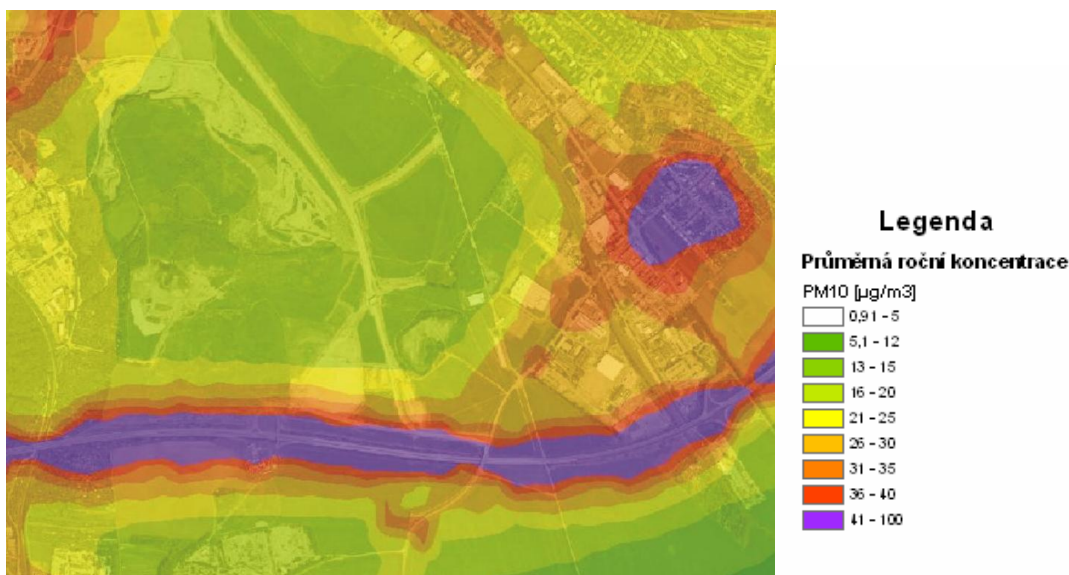 Legenda
Průměrná roční koncentrace
PM10 [µg/m3]
0,91 - 5
5,1 - 12
13 - 15
16 - 20
21 - 25
26 - 30
31 - 35
36 - 40
41 - 100